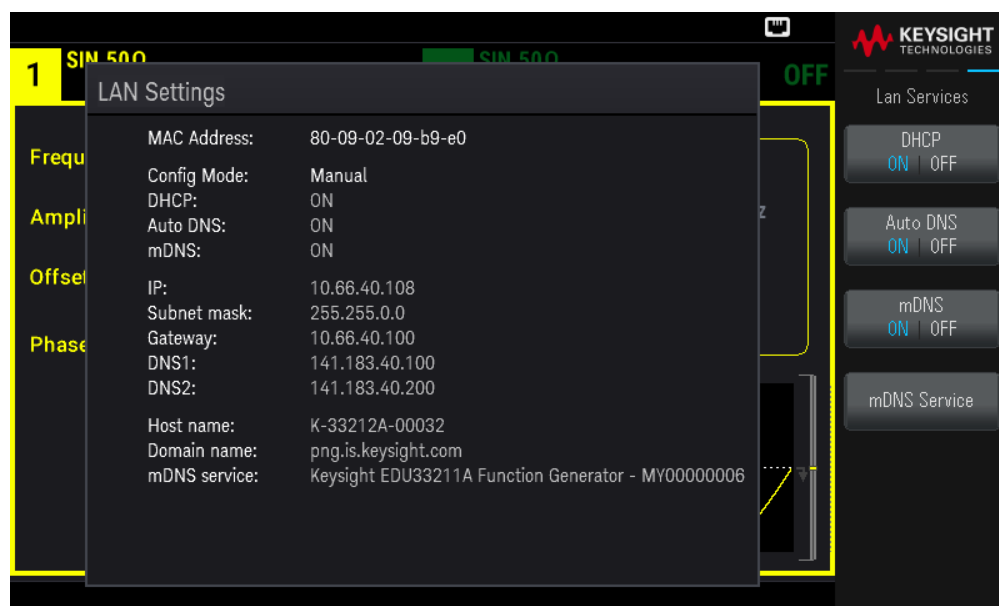 KEYSIGHT
TECHNOLOGIES
1
SIN 50Ω
SIN 50Ω
OFF
LAN Settings
MAC Address: 80-09-02-09-b9-e0
Config Mode: Manual
DHCP: ON
Auto DNS: ON
mDNS: ON
IP: 10.66.40.108
Subnet mask: 255.255.0.0
Gateway: 10.66.40.100
DNS1: 141.183.40.100
DNS2: 141.183.40.200
Host name: K-33212A-00032
Domain name: png.is.keysight.com
mDNS service: Keysight EDU33211A Function Generator - MY00000006
Frequ
Ampli
Offset
Phase
z
Lan Services
DHCP
ON | OFF
Auto DNS
ON | OFF
mDNS
ON | OFF
mDNS Service